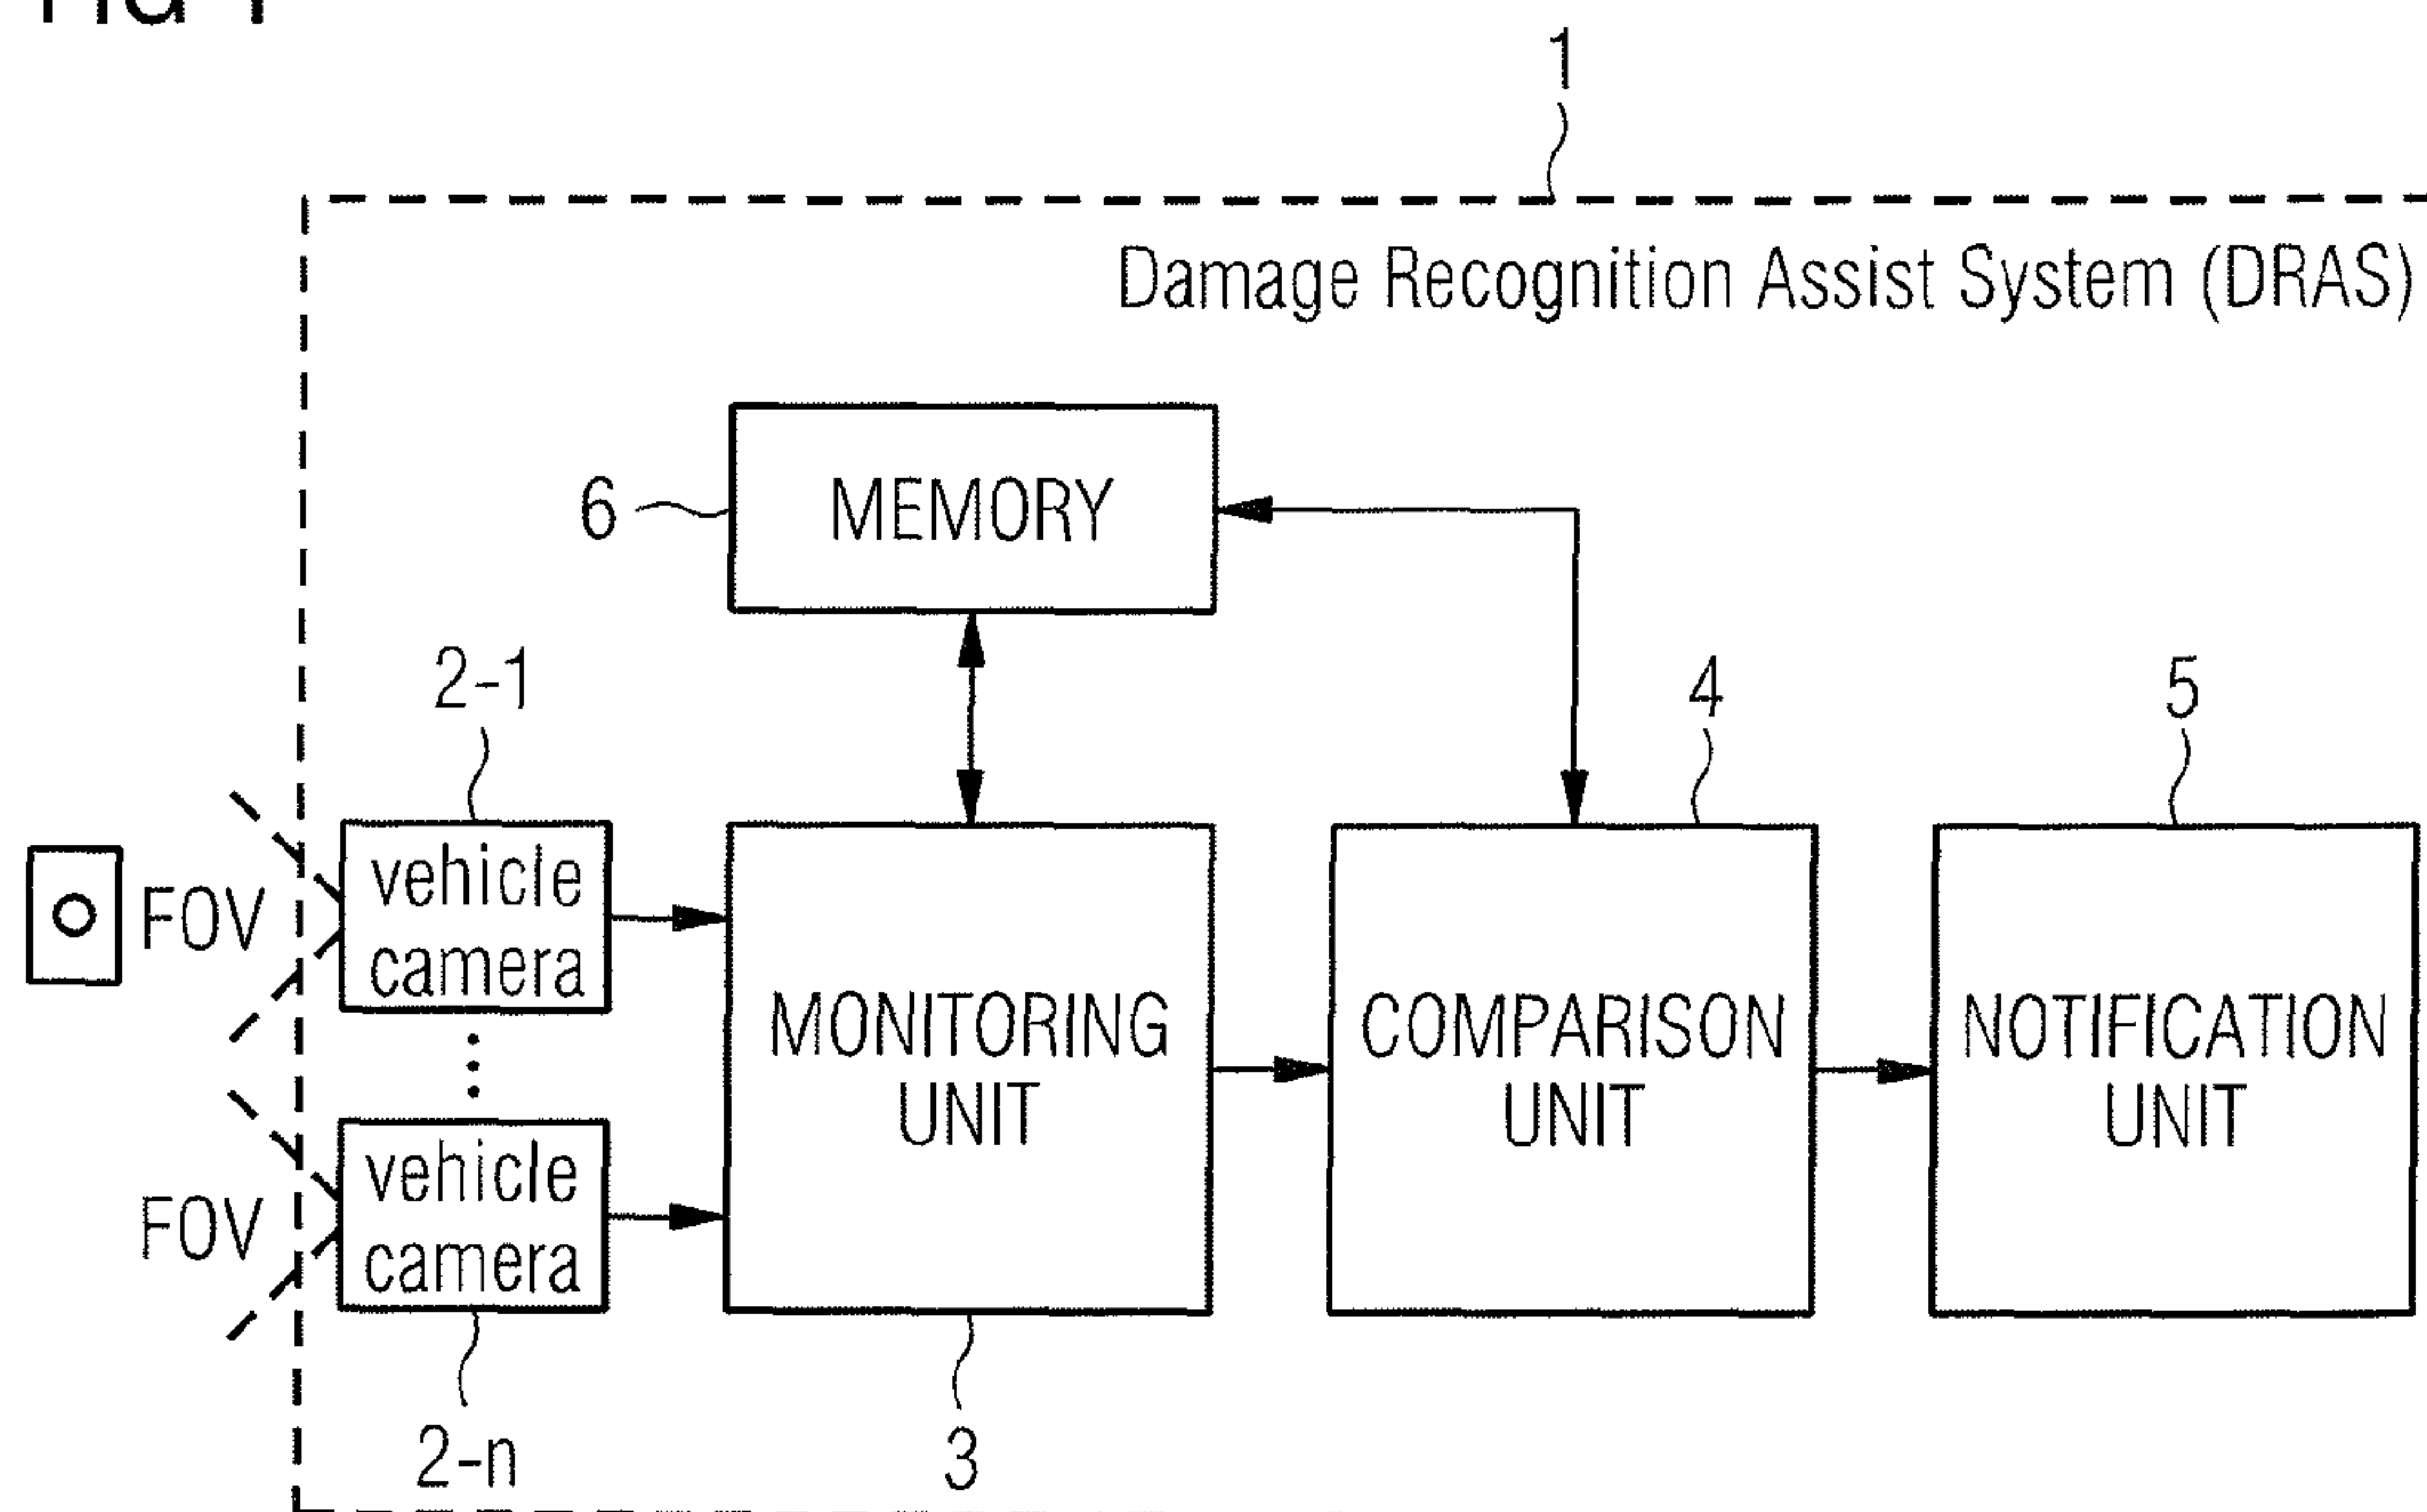 1
Damage Recognition Assist System (DRAS)
6
MEMORY
2-1
4
5
FOV
vehicle
camera
MONITORING
UNIT
COMPARISON
UNIT
NOTIFICATION
UNIT
FOV
vehicle
camera
2-n
3